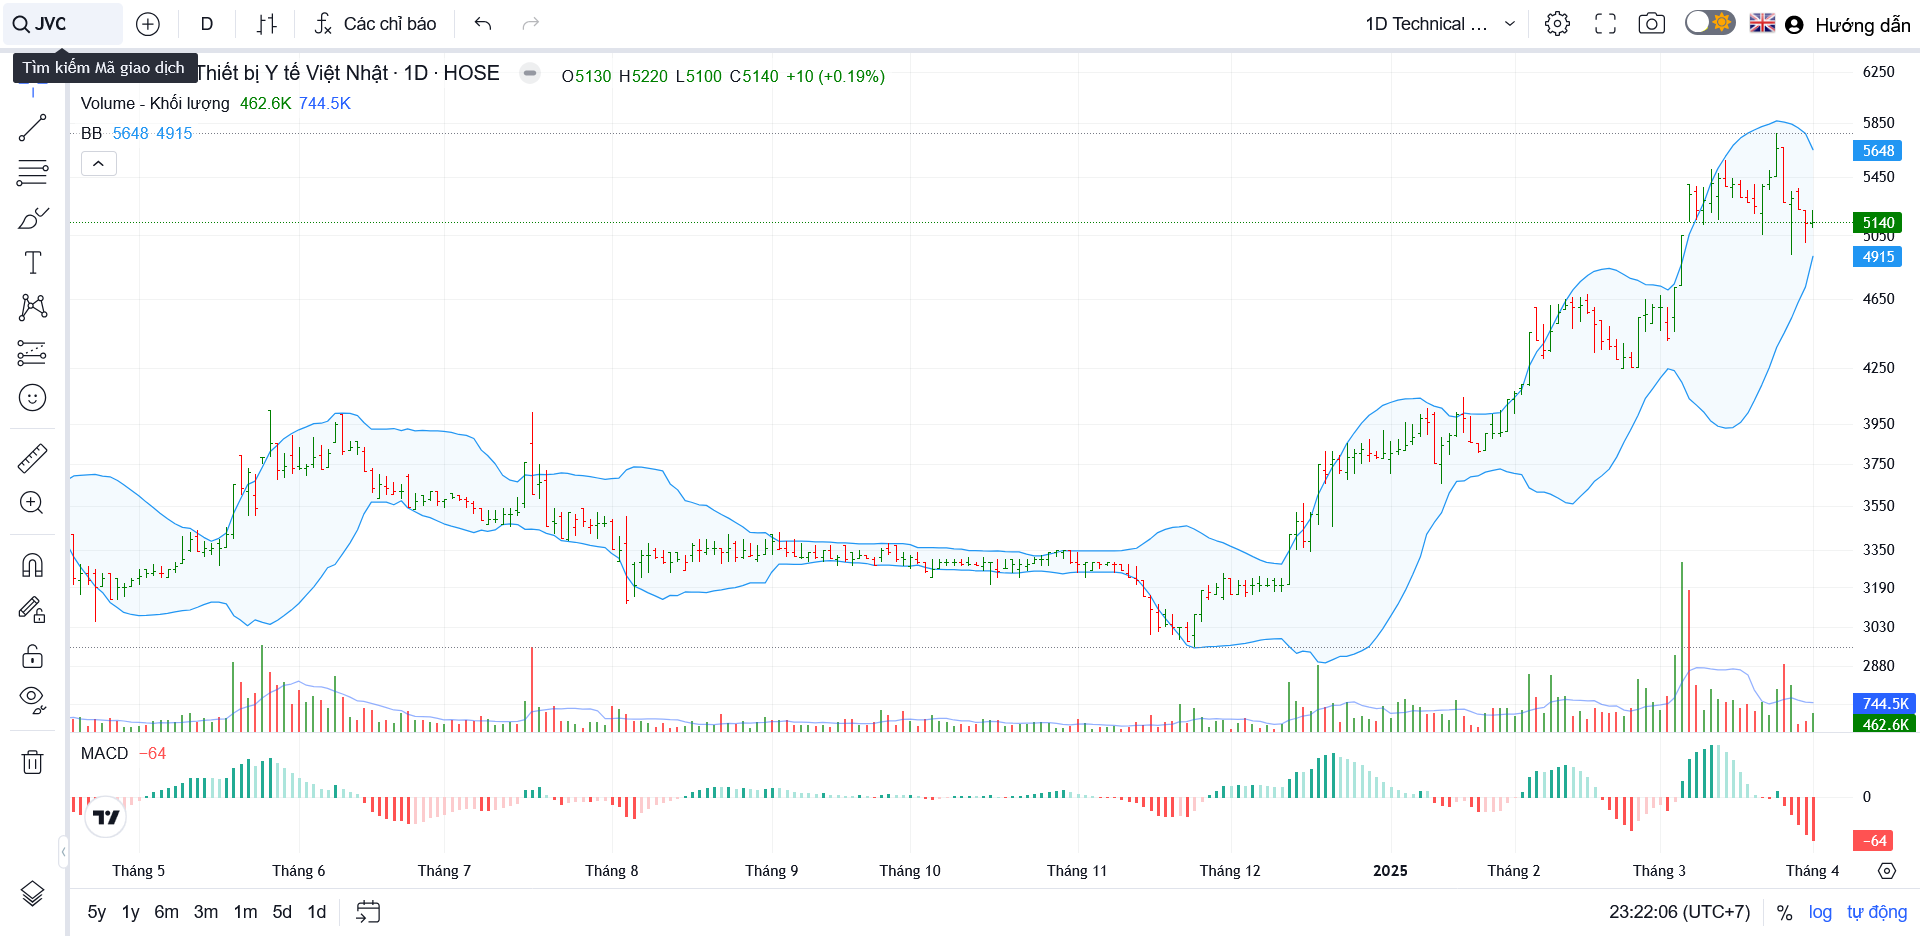 JVC
D
Các chỉ báo
1D Technical ...
Hướng dẫn
Tìm kiếm Mã giao dịch
Thiết bị Y tế Việt Nhật · 1D · HOSE
O5130 H5220 L5100 C5140 +10 (+0.19%)
Volume - Khối lượng 462.6K 744.5K
BB 5648 4915
6250
5850
5648
5450
5140
5050
4915
4650
4250
3950
3750
3550
3350
3190
3030
2880
744.5K
462.6K
MACD −64
0
−64
Tháng 5 Tháng 6 Tháng 7 Tháng 8 Tháng 9 Tháng 10 Tháng 11 Tháng 12 2025 Tháng 2 Tháng 3 Tháng 4
5y 1y 6m 3m 1m 5d 1d
23:22:06 (UTC+7) % log tự động